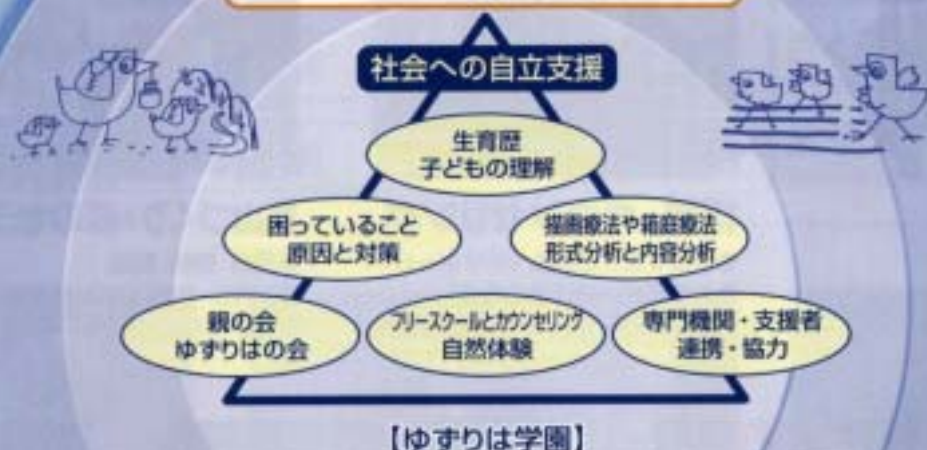 社会への自立支援
生育歴
子どもの理解
困っていること
原因と対策
描画療法や箱庭療法
形式分析と内容分析
親の会
ゆずりはの会
フリースクールとカウンセリング
自然体験
専門機関・支援者
連携・協力
【ゆずりは学園】